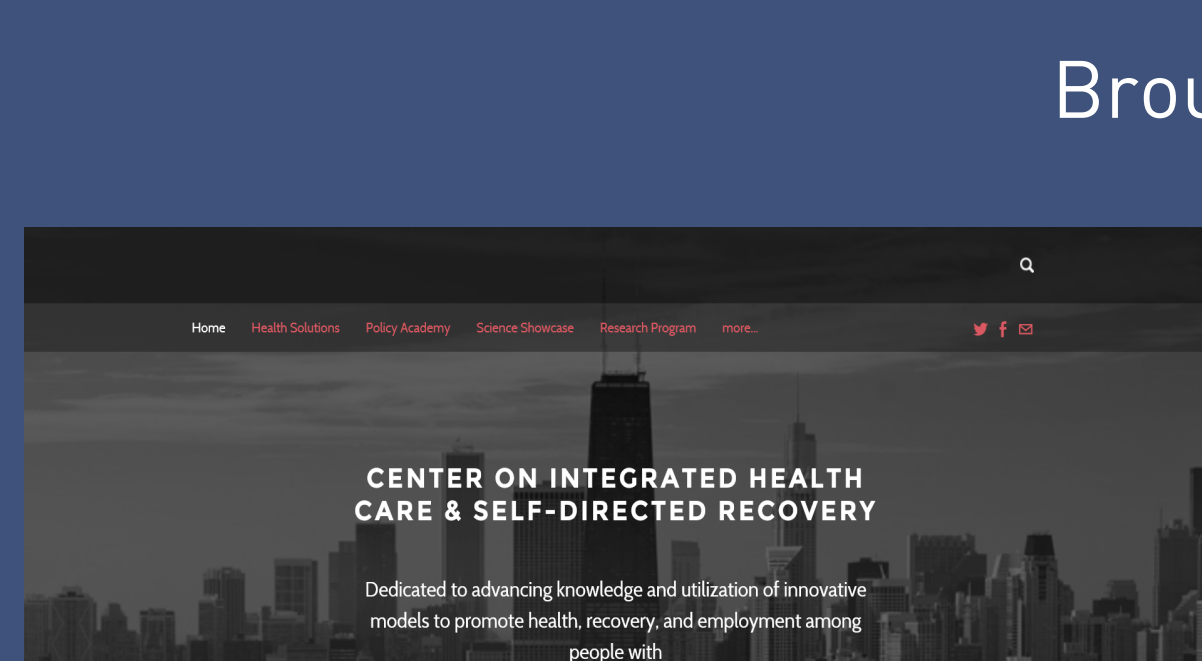 Home Health Solutions Policy Academy Science Showcase Research Program more...
CENTER ON INTEGRATED HEALTH
CARE & SELF-DIRECTED RECOVERY
Dedicated to advancing knowledge and utilization of innovative
models to promote health, recovery, and employment among
people with